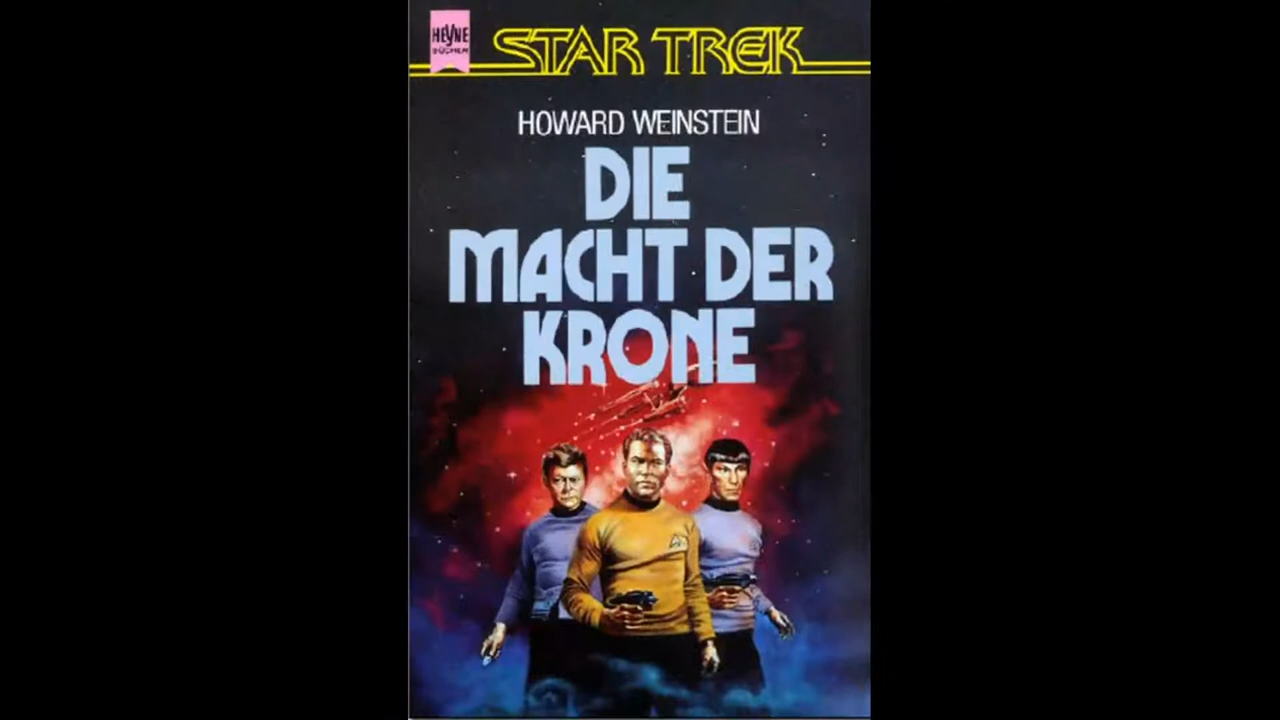 HEYNE
BÜCHER
STAR TREK
HOWARD WEINSTEIN
DIE
MACHT DER
KRONE